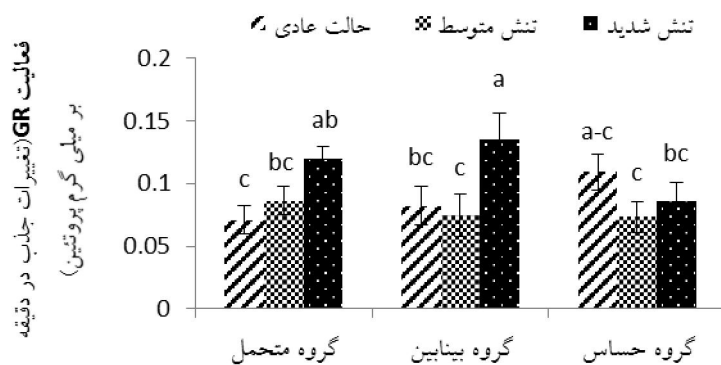 حالت عادی
تنش متوسط
تنش شدید
فعالیت GR(تغییرات جذب در دقیقه
بر میلی گرم پروتئین)
0.2
0.15
0.1
0.05
0
c
bc
ab
bc
c
a
a-c
c
bc
گروه متحمل
گروه بینابین
گروه حساس